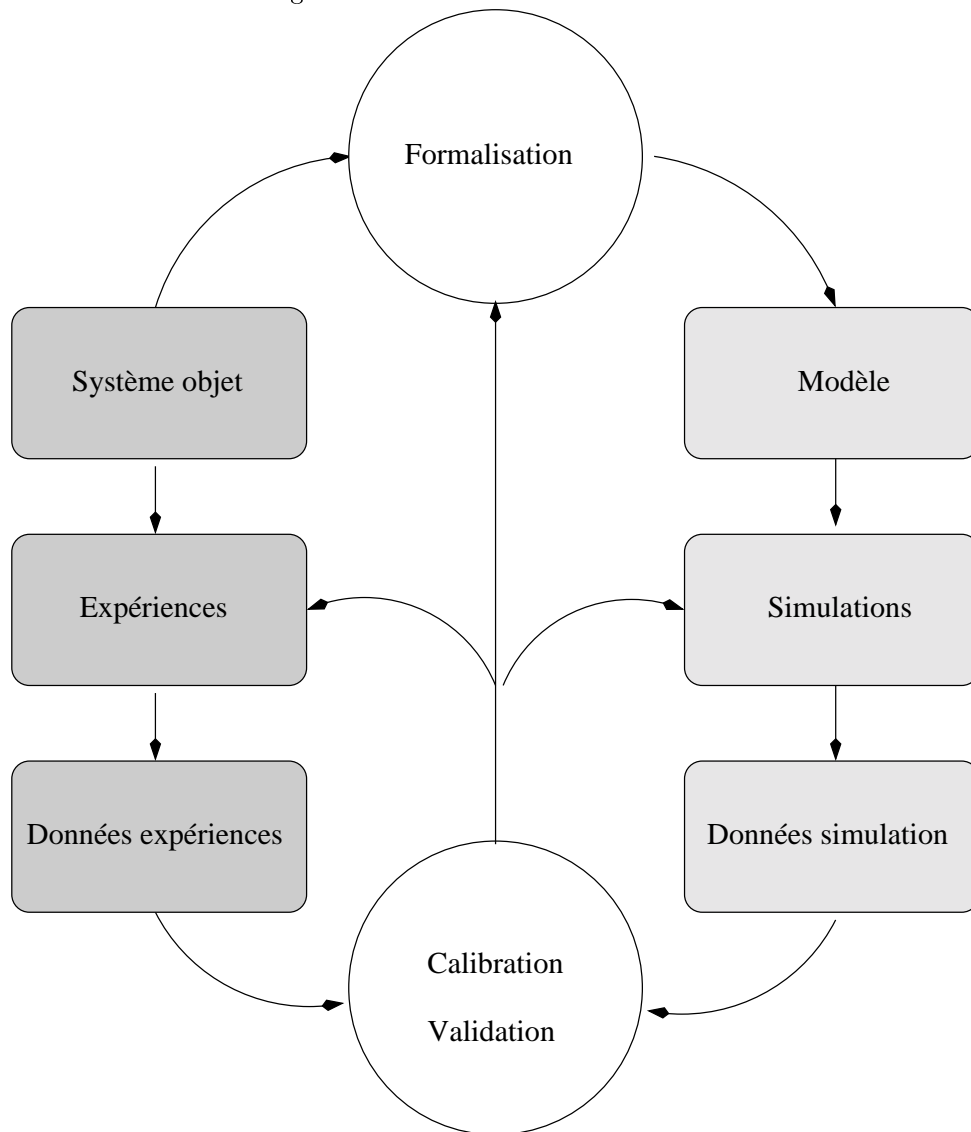 Formalisation
Système objet
Modèle
Expériences
Simulations
Données expériences
Données simulation
Calibration
Validation